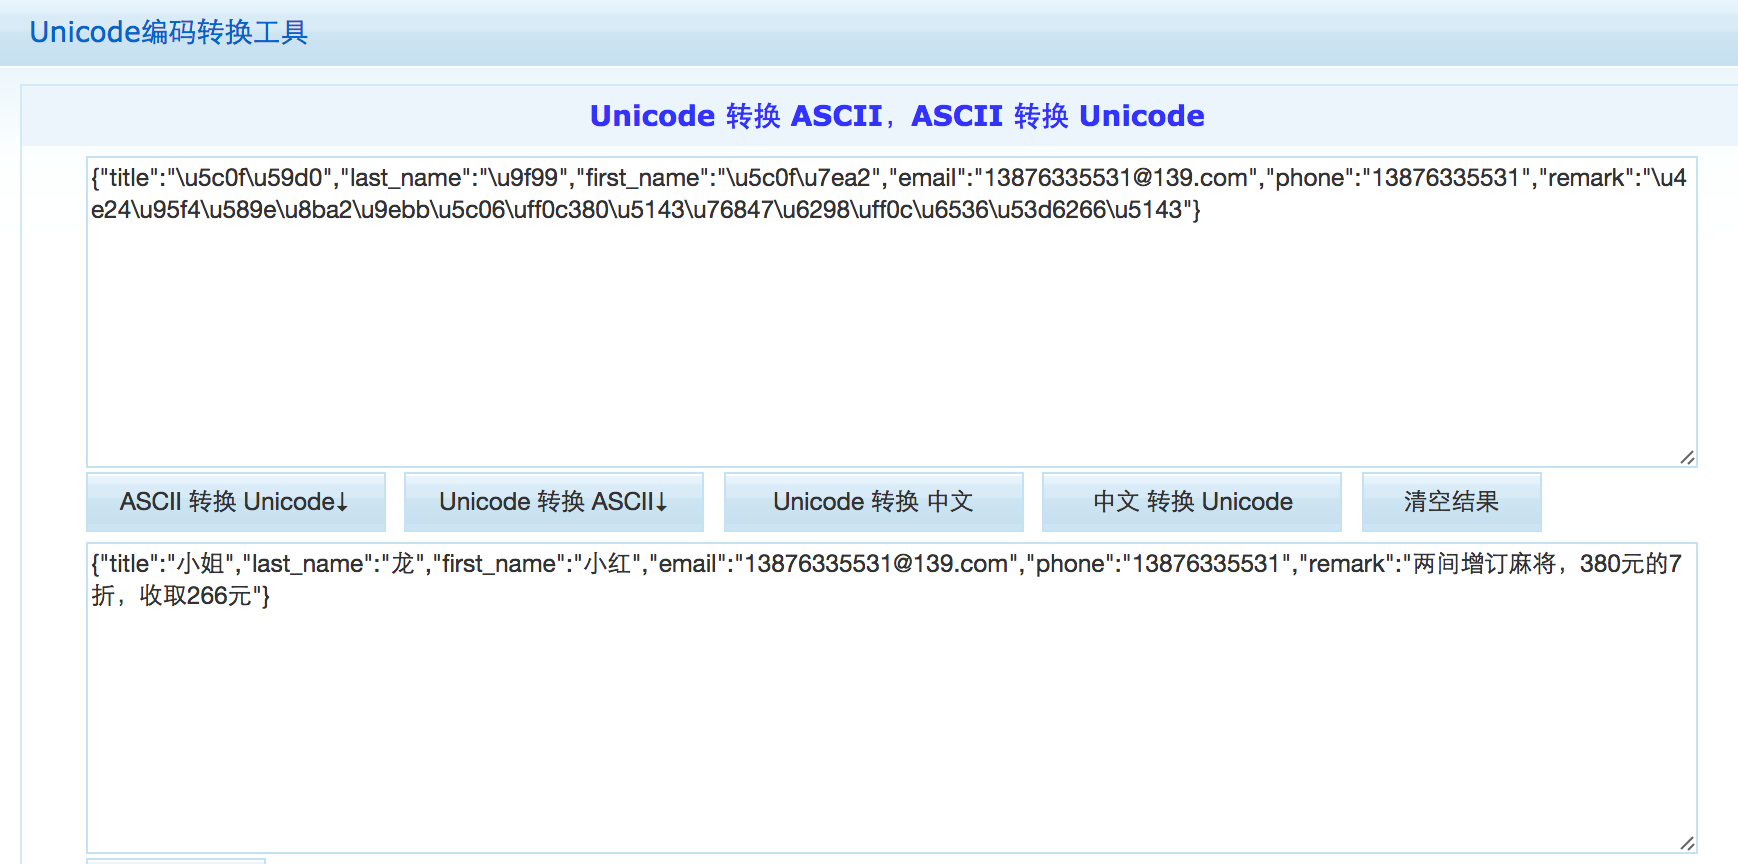 Unicode编码转换工具
Unicode 转换 ASCII，ASCII 转换 Unicode
{"title":"\u5c0f\u59d0","last_name":"\u9f99","first_name":"\u5c0f\u7ea2","email":"13876335531@139.com","phone":"13876335531","remark":"\u4
e24\u95f4\u589e\u8ba2\u9ebb\u5c06\uff0c380\u5143\u76847\u6298\uff0c\u6536\u53d6266\u5143"}
ASCII 转换 Unicode↓ Unicode 转换 ASCII↓ Unicode 转换 中文 中文 转换 Unicode 清空结果
{"title":"小姐","last_name":"龙","first_name":"小红","email":"13876335531@139.com","phone":"13876335531","remark":"两间增订麻将，380元的7
折，收取266元"}